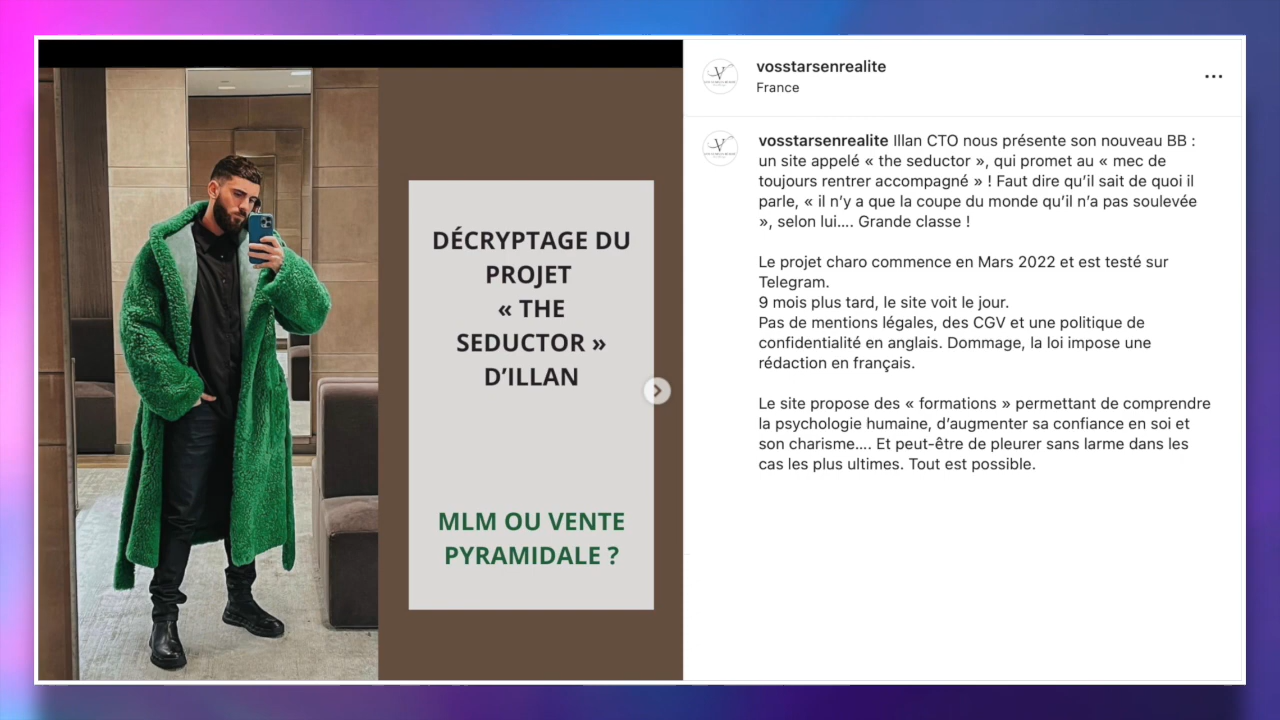 DÉCRYPTAGE DU
PROJET
« THE
SEDUCTOR »
D’ILLAN
MLM OU VENTE
PYRAMIDALE ?
vosstarsenrealite
France
vosstarsenrealite Illan CTO nous présente son nouveau BB :
un site appelé « the seductor », qui promet au « mec de
toujours rentrer accompagné » ! Faut dire qu’il sait de quoi il
parle, « il n’y a que la coupe du monde qu’il n’a pas soulevée
», selon lui.... Grande classe !
Le projet charo commence en Mars 2022 et est testé sur
Telegram.
9 mois plus tard, le site voit le jour.
Pas de mentions légales, des CGV et une politique de
confidentialité en anglais. Dommage, la loi impose une
rédaction en français.
Le site propose des « formations » permettant de comprendre
la psychologie humaine, d’augmenter sa confiance en soi et
son charisme.... Et peut-être de pleurer sans larme dans les
cas les plus ultimes. Tout est possible.